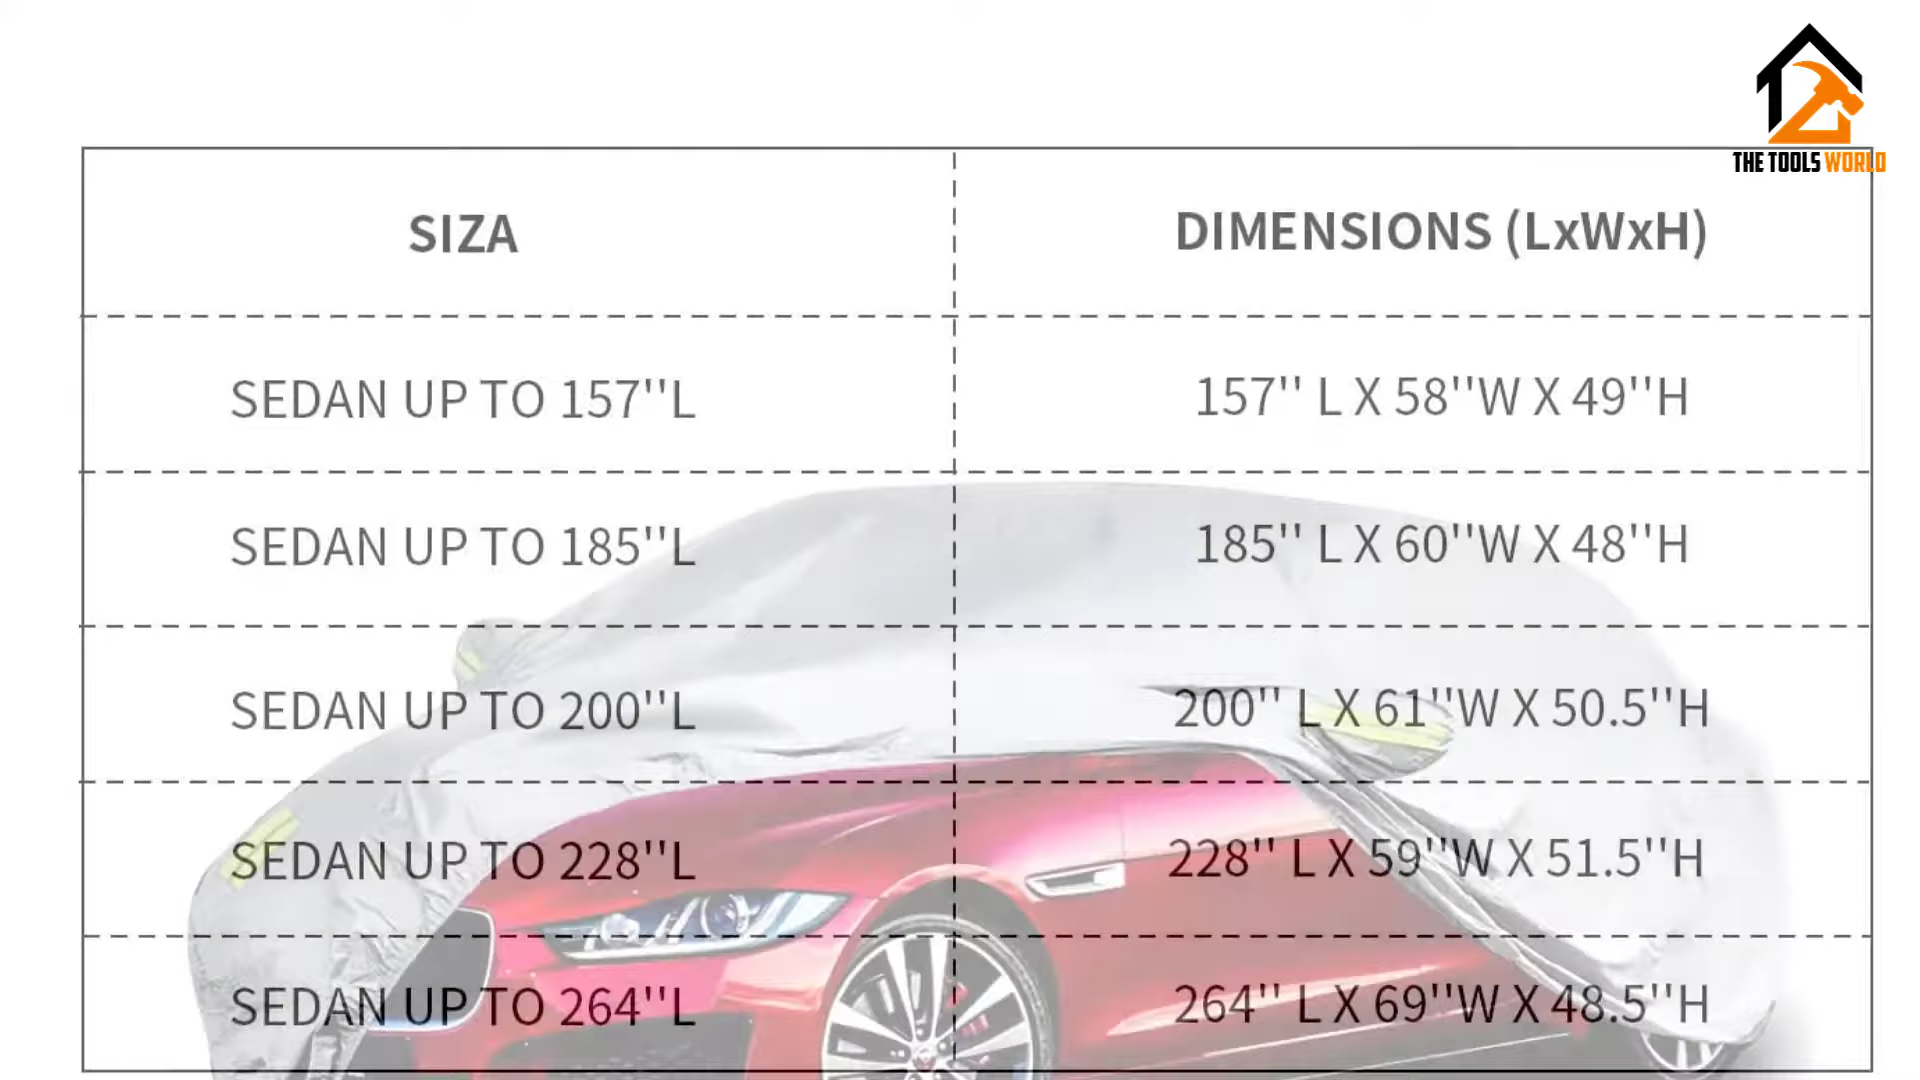 THE TOOLS WORLD
SIZA DIMENSIONS (LxWxH)
SEDAN UP TO 157''L 157'' L X 58''W X 49''H
SEDAN UP TO 185''L 185'' L X 60''W X 48''H
SEDAN UP TO 200''L 200'' L X 61''W X 50.5''H
SEDAN UP TO 228''L 228'' L X 59''W X 51.5''H
SEDAN UP TO 264''L 264'' L X 69''W X 48.5''H